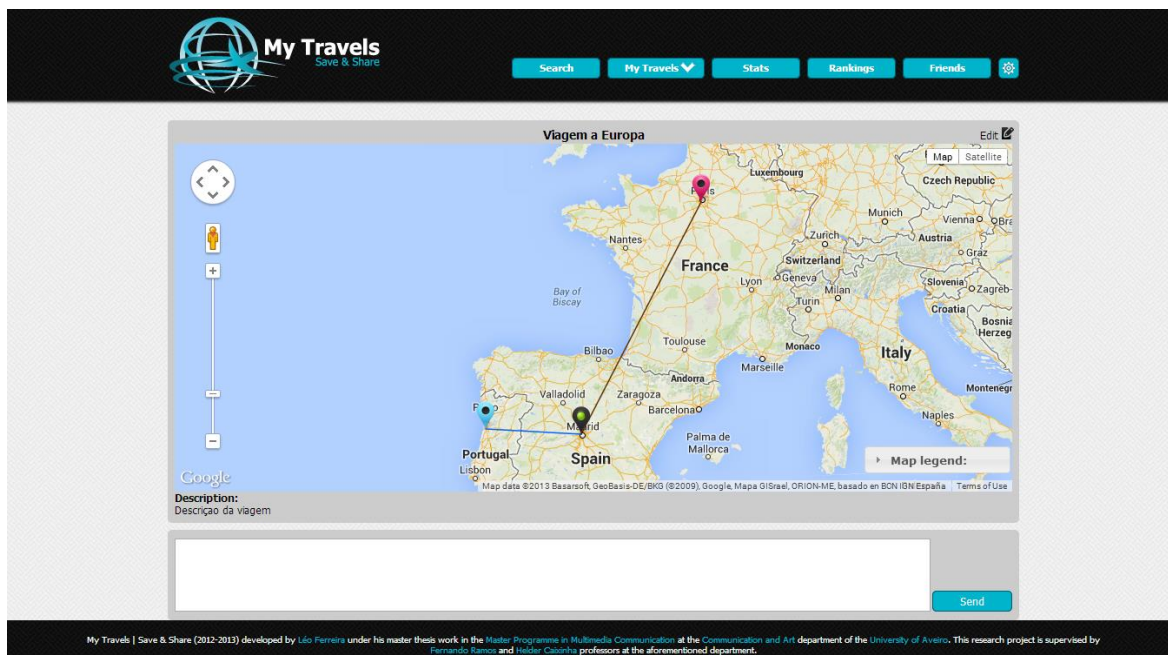 My Travels
Save & Share
Search
My Travels
Stats
Rankings
Friends
Viagem a Europa
Edit
Map
Satellite
Luxembourg
Czech Republic
Paris
Munich
Vienna
Nantes
Zurich
Austria
Graz
France
Switzerland
Geneva
Lyon
Milan
Slovenia
Zagreb
Bay of
Biscay
Turin
Croatia
Bosnia
Herzeg
Toulouse
Monaco
Bilbao
Italy
Marseille
Andorra
Valladolid
Zaragoza
Rome
Montenegr
Barcelona
Madrid
Naples
Palma de
Mallorca
Portugal
Spain
Map legend:
Lisbon
Google
Map data ©2013 Basarsoft, GeoBasis-DE/BKG (©2009), Google, Mapa GISrael, ORION-ME, basado en BCN IGN España
Terms of Use
Description:
Descriçao da viagem
Send
My Travels | Save & Share (2012-2013) developed by Léo Ferreira under his master thesis work in the Master Programme in Multimedia Communication at the Communication and Art department of the University of Aveiro. This research project is supervised by
Fernando Ramos and Helder Caixinha professors at the aforementioned department.